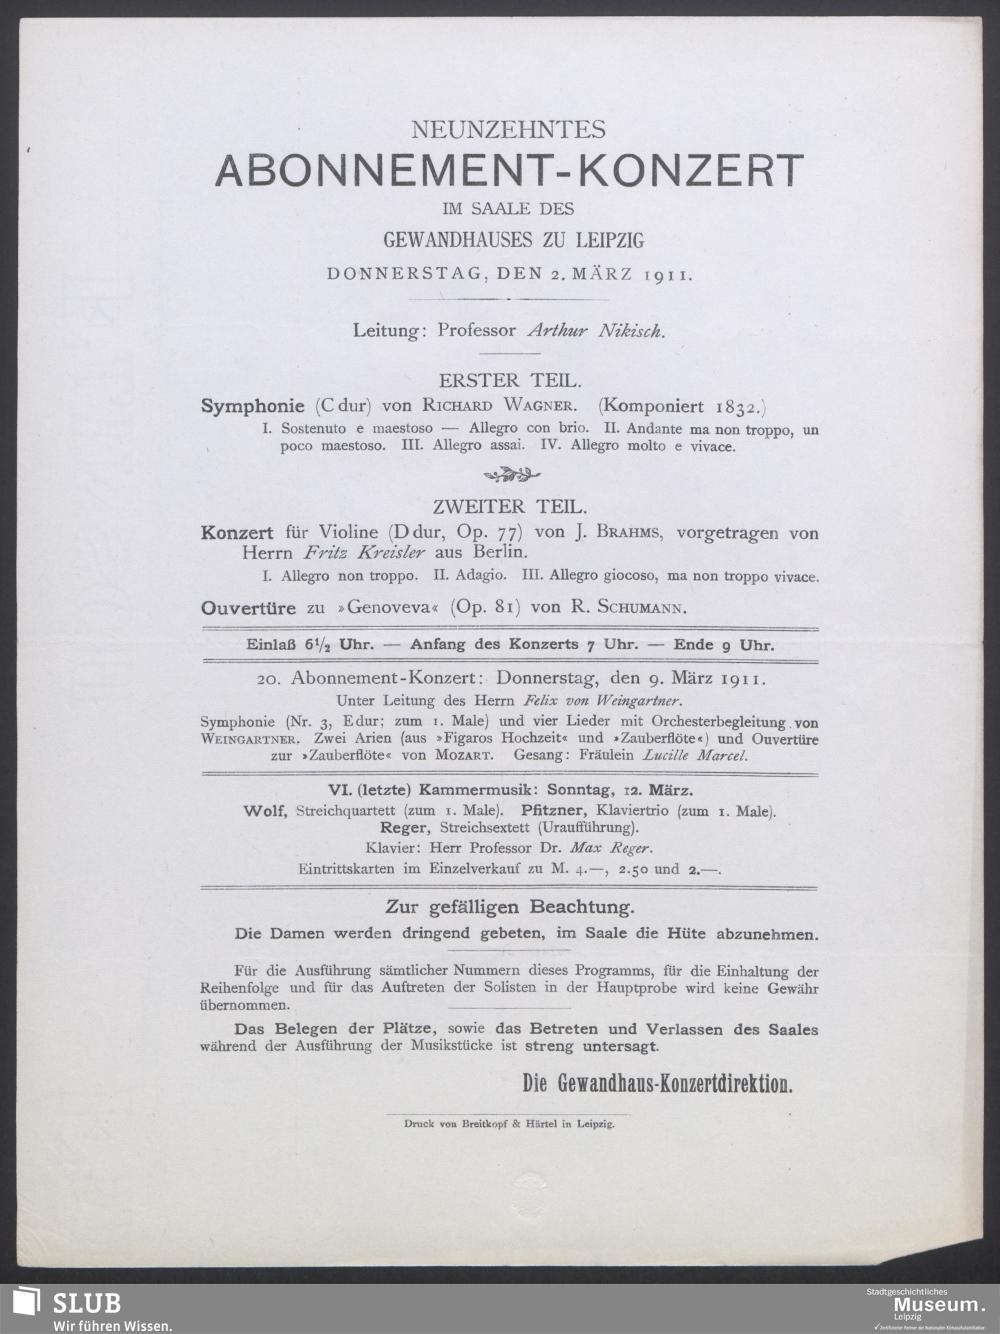 NEUNZEHNTES
ABONNEMENT-KONZERT
IM SAALE DES
GEWANDHAUSES ZU LEIPZIG
DONNERSTAG, DEN 2. MÄRZ 1911.
Leitung: Professor Arthur Nikisch.
ERSTER TEIL.
Symphonie (C dur) von RICHARD WAGNER. (Komponiert 1832.)
I. Sostenuto e maestoso — Allegro con brio. II. Andante ma non troppo, un
poco maestoso. III. Allegro assai. IV. Allegro molto e vivace.
ZWEITER TEIL.
Konzert für Violine (D dur, Op. 77) von J. BRAHMS, vorgetragen von
Herrn Fritz Kreisler aus Berlin.
I. Allegro non troppo. II. Adagio. III. Allegro giocoso, ma non troppo vivace.
Ouvertüre zu »Genoveva« (Op. 81) von R. SCHUMANN.
Einlaß 6½ Uhr. — Anfang des Konzerts 7 Uhr. — Ende 9 Uhr.
20. Abonnement-Konzert: Donnerstag, den 9. März 1911.
Unter Leitung des Herrn Felix von Weingartner.
Symphonie (Nr. 3, E dur; zum 1. Male) und vier Lieder mit Orchesterbegleitung von
WEINGARTNER. Zwei Arien (aus »Figaros Hochzeit« und »Zauberflöte«) und Ouvertüre
zur »Zauberflöte« von MOZART. Gesang: Fräulein Lucille Marcel.
VI. (letzte) Kammermusik: Sonntag, 12. März.
Wolf, Streichquartett (zum 1. Male). Pfitzner, Klaviertrio (zum 1. Male).
Reger, Streichsextett (Uraufführung).
Klavier: Herr Professor Dr. Max Reger.
Eintrittskarten im Einzelverkauf zu M. 4.—, 2.50 und 2.—.
Zur gefälligen Beachtung.
Die Damen werden dringend gebeten, im Saale die Hüte abzunehmen.
Für die Ausführung sämtlicher Nummern dieses Programms, für die Einhaltung der
Reihenfolge und für das Auftreten der Solisten in der Hauptprobe wird keine Gewähr
übernommen.
Das Belegen der Plätze, sowie das Betreten und Verlassen des Saales
während der Ausführung der Musikstücke ist streng untersagt.
Die Gewandhaus-Konzertdirektion.
Druck von Breitkopf & Härtel in Leipzig.
SLUB
Wir führen Wissen.
Stadtgeschichtliches
Museum.
Leipzig
Zertifizierter Partner der Nationalen Klimaschutzinitiative